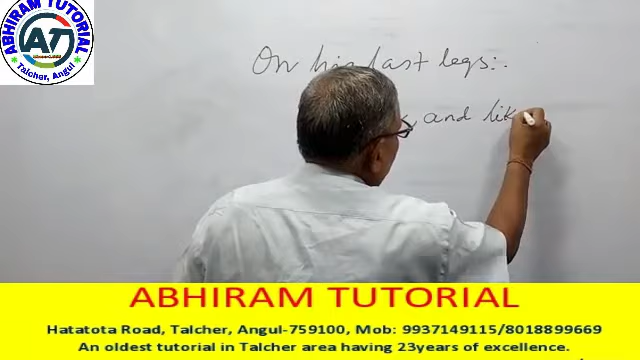 ABHIRAM TUTORIAL
AT
Talcher, Angul
On his last legs:.
and lik
ABHIRAM TUTORIAL
Hatatota Road, Talcher, Angul-759100, Mob: 9937149115/8018899669
An oldest tutorial in Talcher area having 23years of excellence.